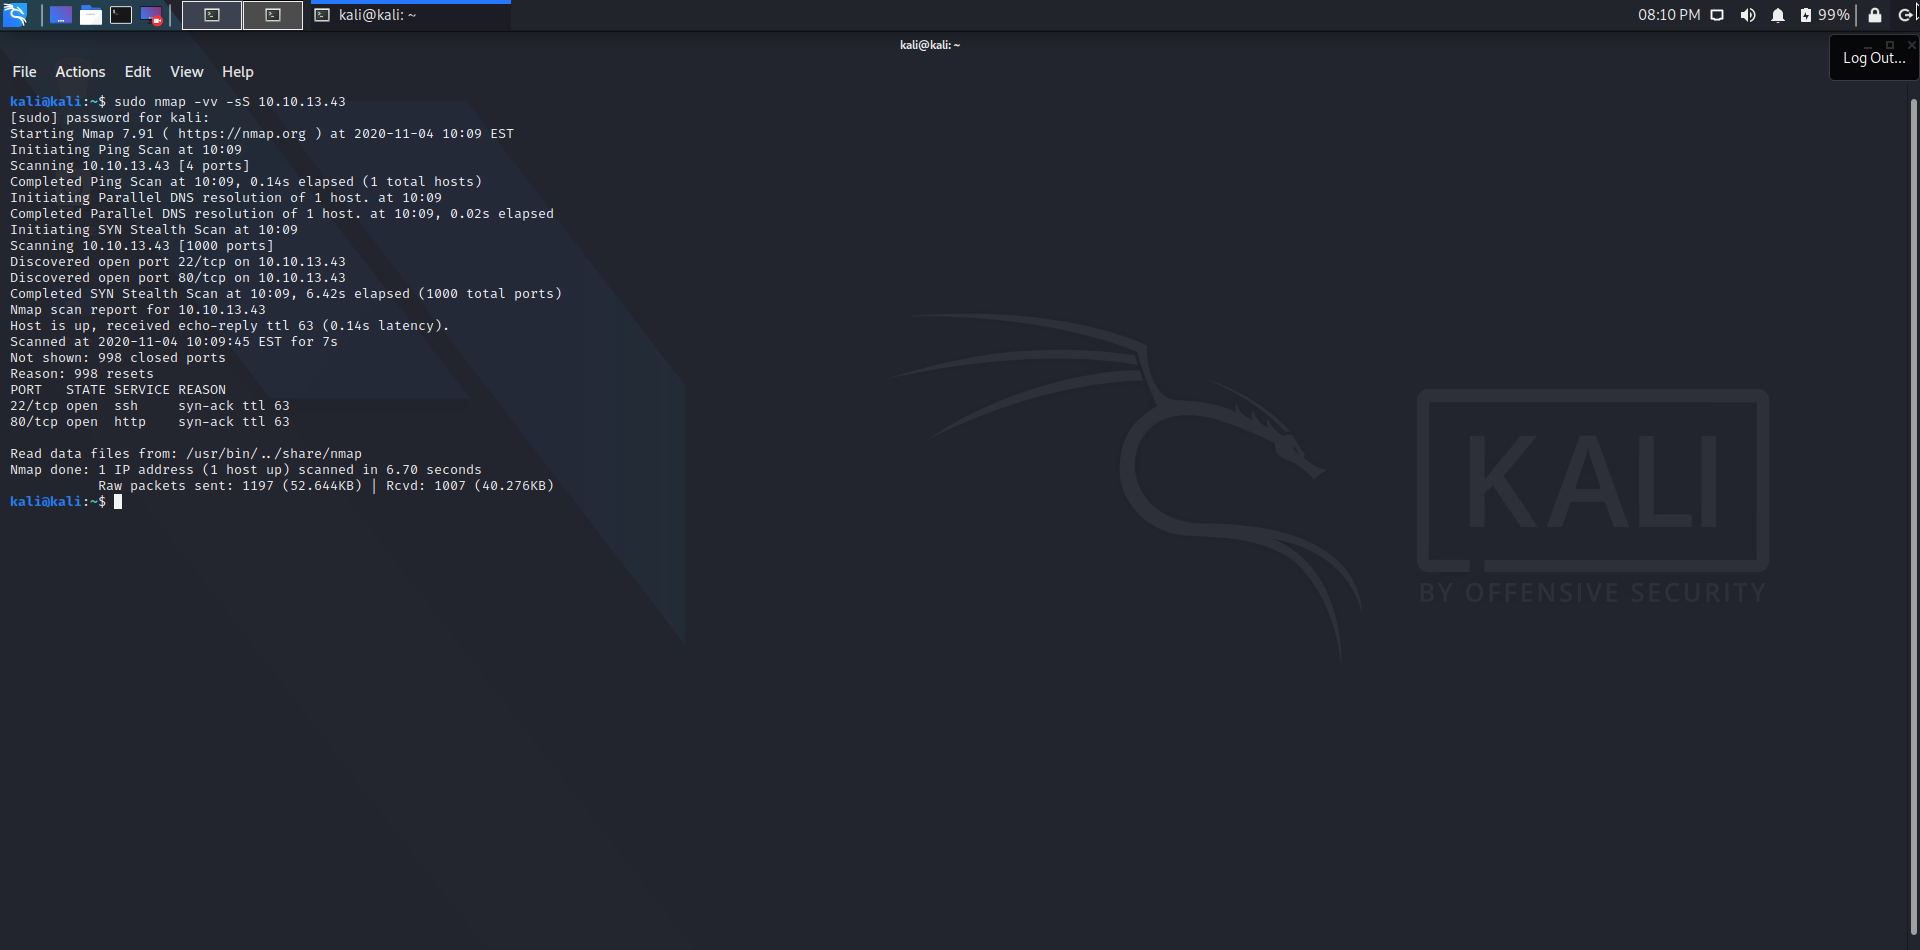 kali@kali: ~
08:10 PM
99%
kali@kali: ~
Log Out...
File Actions Edit View Help
kali@kali:~$ sudo nmap -vv -sS 10.10.13.43
[sudo] password for kali:
Starting Nmap 7.91 ( https://nmap.org ) at 2020-11-04 10:09 EST
Initiating Ping Scan at 10:09
Scanning 10.10.13.43 [4 ports]
Completed Ping Scan at 10:09, 0.14s elapsed (1 total hosts)
Initiating Parallel DNS resolution of 1 host. at 10:09
Completed Parallel DNS resolution of 1 host. at 10:09, 0.02s elapsed
Initiating SYN Stealth Scan at 10:09
Scanning 10.10.13.43 [1000 ports]
Discovered open port 22/tcp on 10.10.13.43
Discovered open port 80/tcp on 10.10.13.43
Completed SYN Stealth Scan at 10:09, 6.42s elapsed (1000 total ports)
Nmap scan report for 10.10.13.43
Host is up, received echo-reply ttl 63 (0.14s latency).
Scanned at 2020-11-04 10:09:45 EST for 7s
Not shown: 998 closed ports
Reason: 998 resets
PORT   STATE SERVICE REASON
22/tcp open  ssh     syn-ack ttl 63
80/tcp open  http    syn-ack ttl 63
Read data files from: /usr/bin/../share/nmap
Nmap done: 1 IP address (1 host up) scanned in 6.70 seconds
Raw packets sent: 1197 (52.644KB) | Rcvd: 1007 (40.276KB)
kali@kali:~$
KALI
BY OFFENSIVE SECURITY